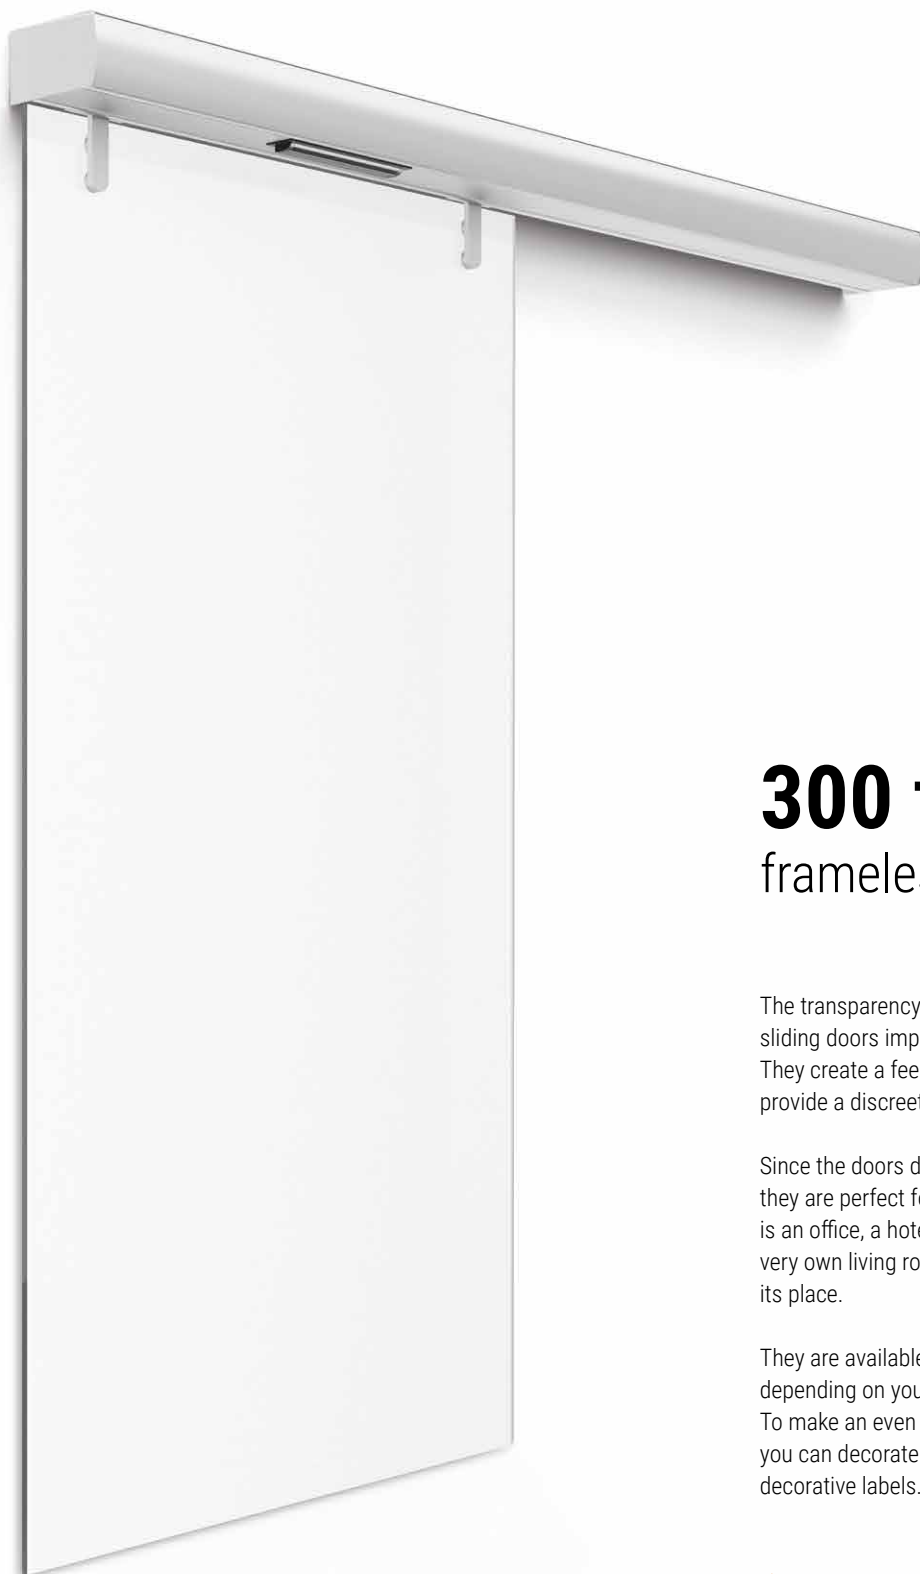 300
frameles
The transparency
sliding doors imp
They create a fee
provide a discreet
Since the doors d
they are perfect fo
is an office, a hote
very own living ro
its place.
They are available
depending on you
To make an even
you can decorate
decorative labels.